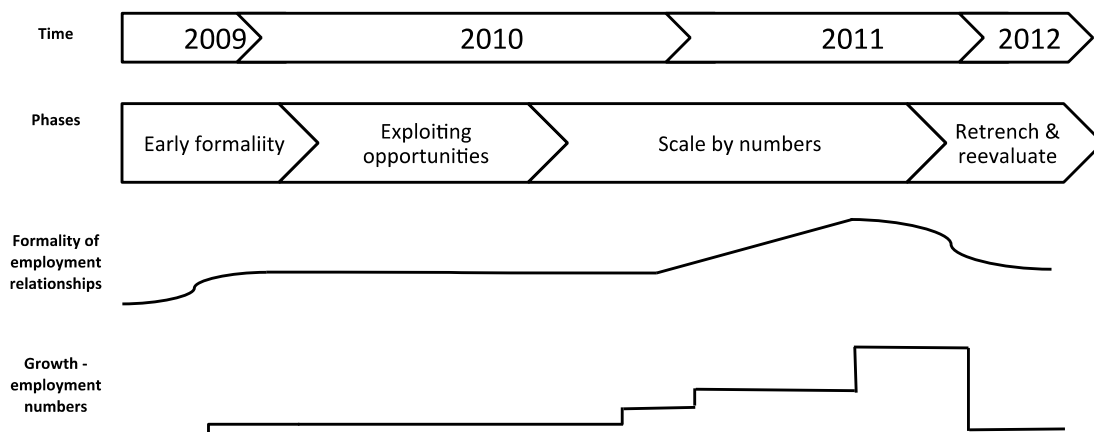 Time
2009
2010
2011
2012
Phases
Early formaliity
Exploiting
opportunities
Scale by numbers
Retrench &
reevaluate
Formality of
employment
relationships
Growth -
employment
numbers